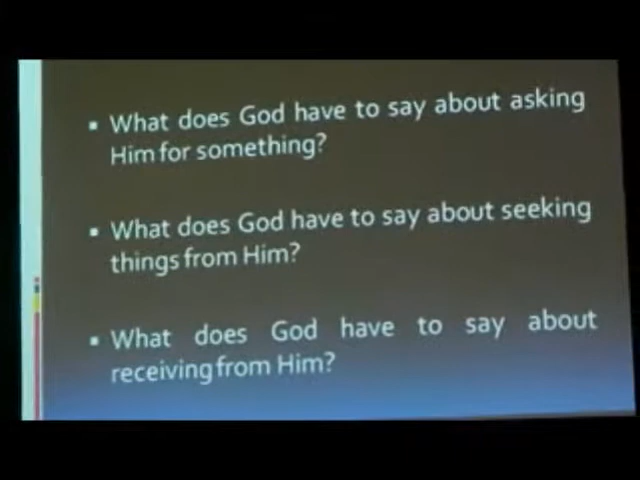 ▪ What does God have to say about asking
Him for something?
▪ What does God have to say about seeking
things from Him?
▪ What does God have to say about
receiving from Him?